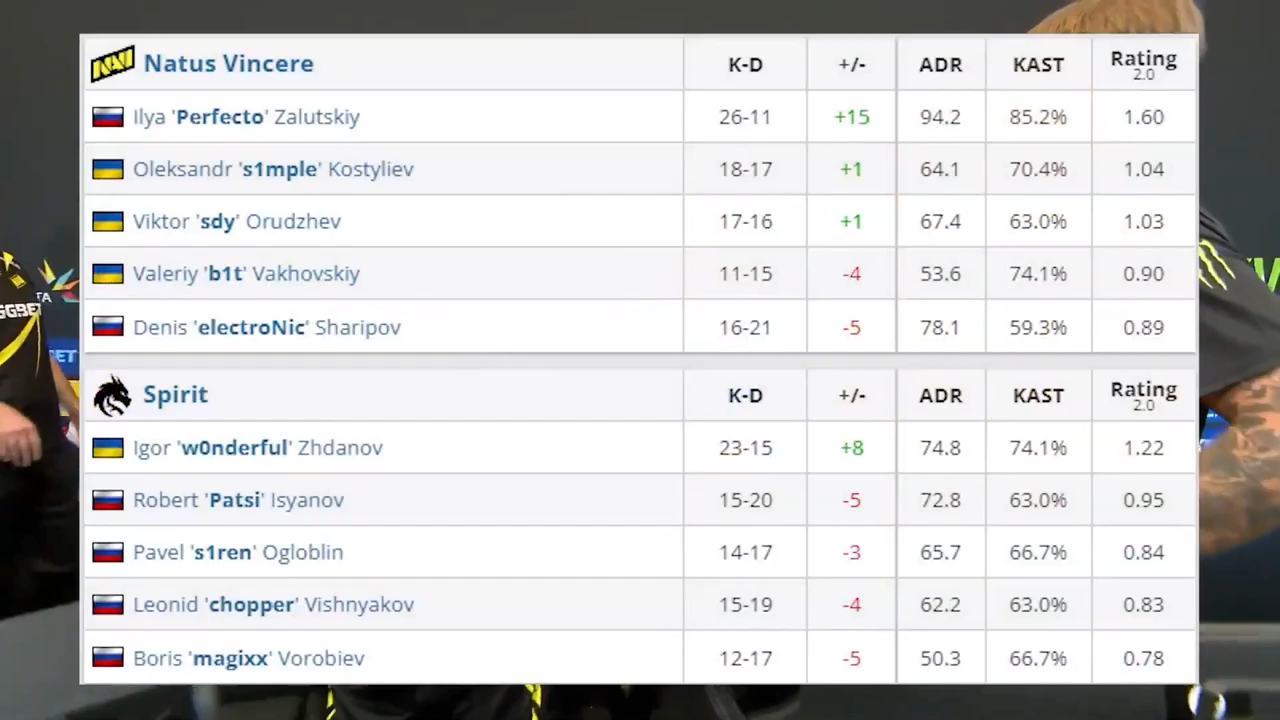 Natus Vincere K-D +/- ADR KAST Rating 2.0
Ilya 'Perfecto' Zalutskiy 26-11 +15 94.2 85.2% 1.60
Oleksandr 's1mple' Kostyliev 18-17 +1 64.1 70.4% 1.04
Viktor 'sdy' Orudzhev 17-16 +1 67.4 63.0% 1.03
Valeriy 'b1t' Vakhovskiy 11-15 -4 53.6 74.1% 0.90
Denis 'electroNic' Sharipov 16-21 -5 78.1 59.3% 0.89
Spirit K-D +/- ADR KAST Rating 2.0
Igor 'w0nderful' Zhdanov 23-15 +8 74.8 74.1% 1.22
Robert 'Patsi' Isyanov 15-20 -5 72.8 63.0% 0.95
Pavel 's1ren' Ogloblin 14-17 -3 65.7 66.7% 0.84
Leonid 'chopper' Vishnyakov 15-19 -4 62.2 63.0% 0.83
Boris 'magixx' Vorobiev 12-17 -5 50.3 66.7% 0.78